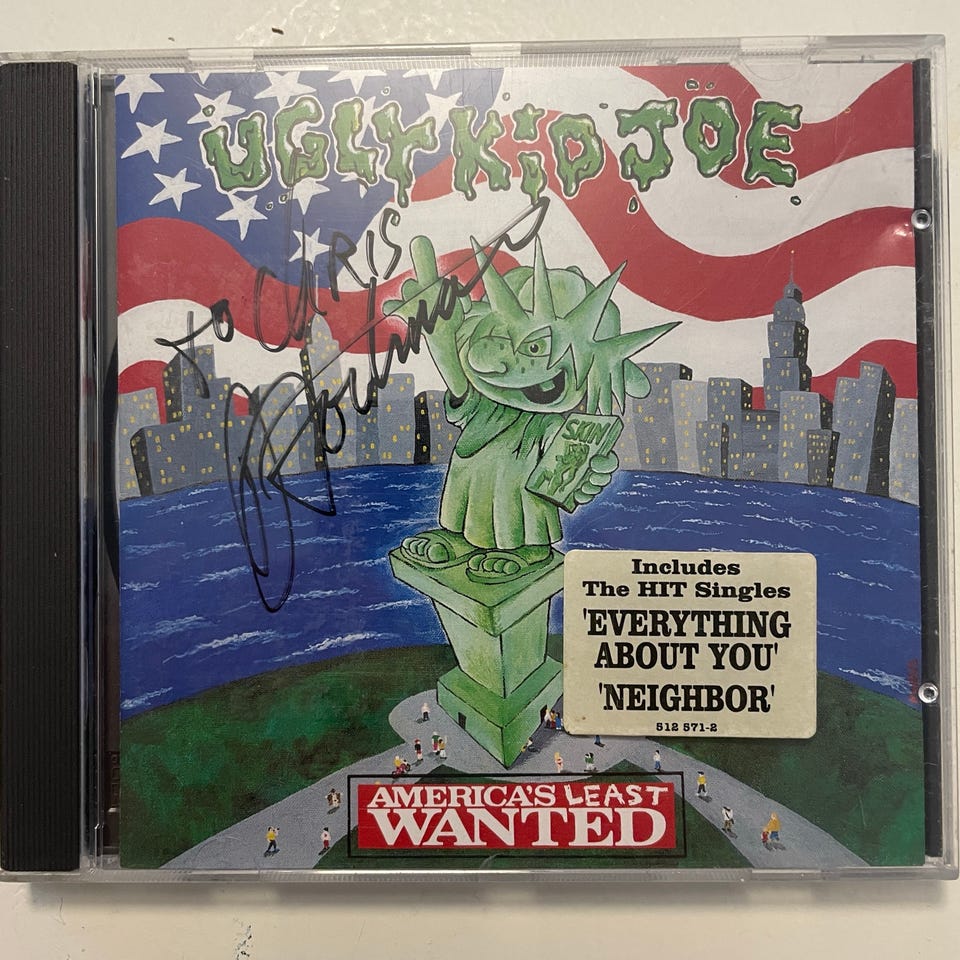 UGLY KID JOE
to CHRIS
SKIN
Includes
The HIT Singles
'EVERYTHING
ABOUT YOU'
'NEIGHBOR'
512 571-2
AMERICA'S LEAST
WANTED